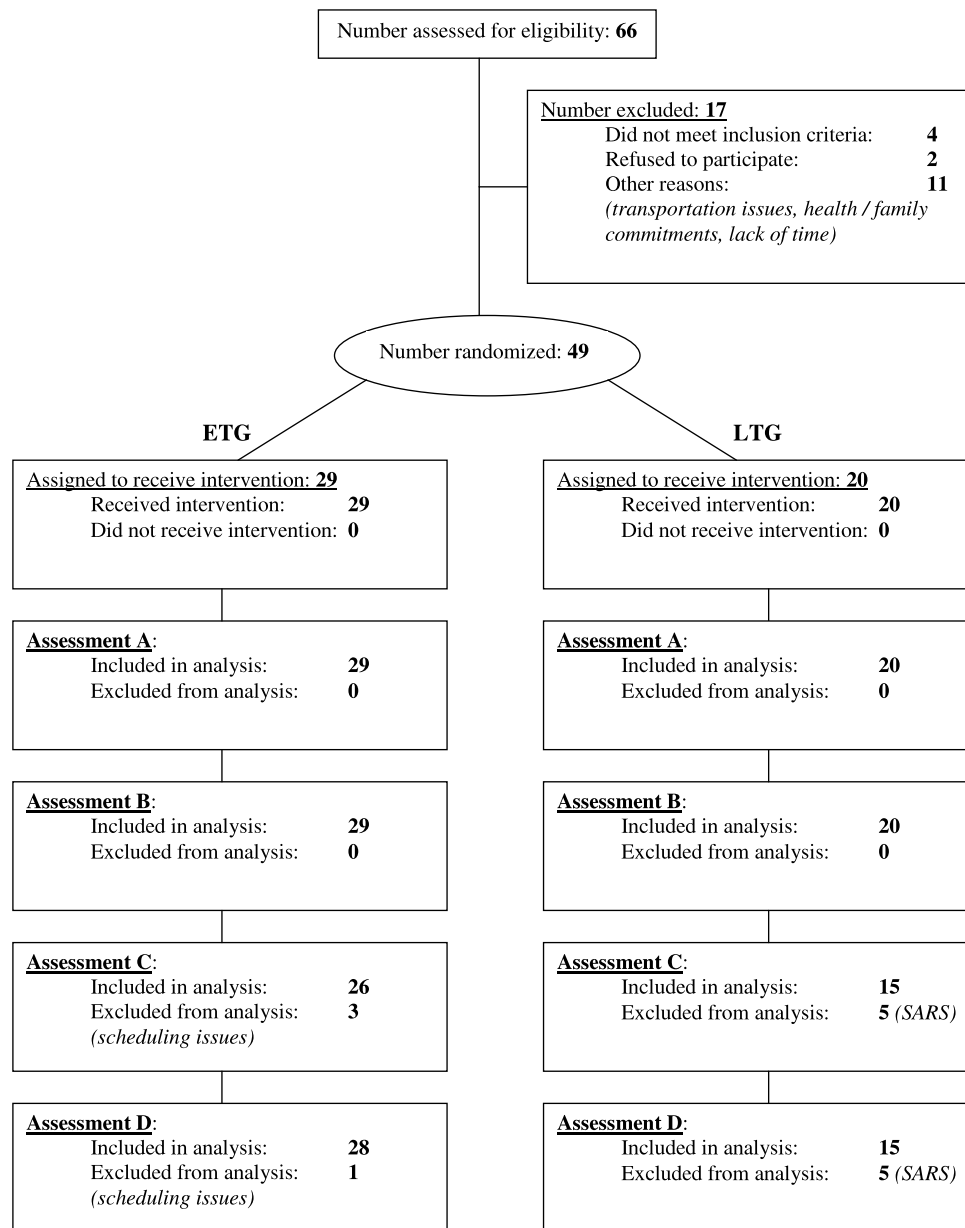 Number assessed for eligibility: 66
Number excluded: 17
Did not meet inclusion criteria: 4
Refused to participate: 2
Other reasons: 11
(transportation issues, health / family
commitments, lack of time)
Number randomized: 49
ETG
Assigned to receive intervention: 29
Received intervention: 29
Did not receive intervention: 0
Assessment A:
Included in analysis: 29
Excluded from analysis: 0
Assessment B:
Included in analysis: 29
Excluded from analysis: 0
Assessment C:
Included in analysis: 26
Excluded from analysis: 3
(scheduling issues)
Assessment D:
Included in analysis: 28
Excluded from analysis: 1
(scheduling issues)
LTG
Assigned to receive intervention: 20
Received intervention: 20
Did not receive intervention: 0
Assessment A:
Included in analysis: 20
Excluded from analysis: 0
Assessment B:
Included in analysis: 20
Excluded from analysis: 0
Assessment C:
Included in analysis: 15
Excluded from analysis: 5 (SARS)
Assessment D:
Included in analysis: 15
Excluded from analysis: 5 (SARS)